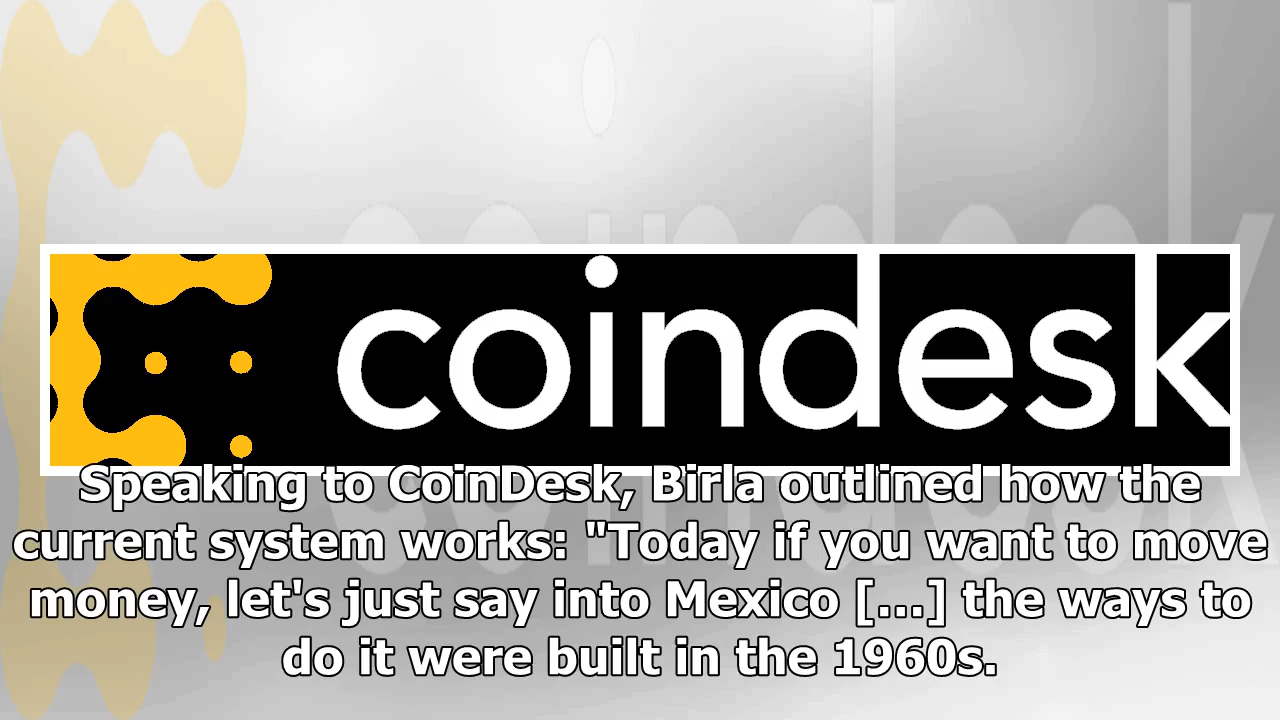 coindesk
Speaking to CoinDesk, Birla outlined how the
current system works: "Today if you want to move
money, let's just say into Mexico [...] the ways to
do it were built in the 1960s.